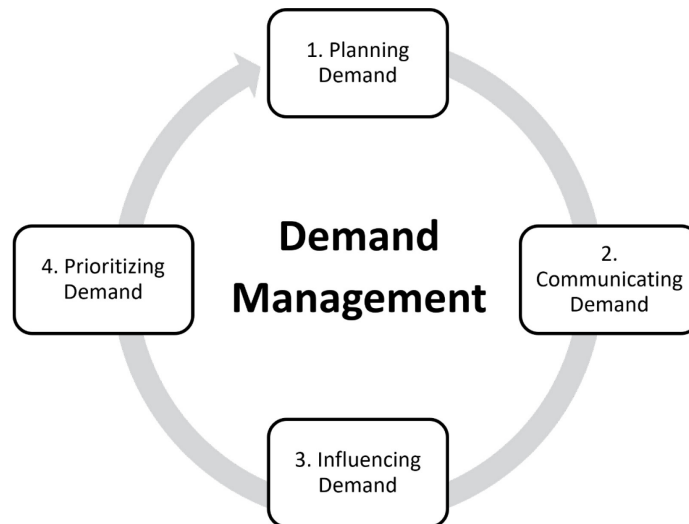 1. Planning
Demand
Demand
Management
2.
Communicating
Demand
3. Influencing
Demand
4. Prioritizing
Demand